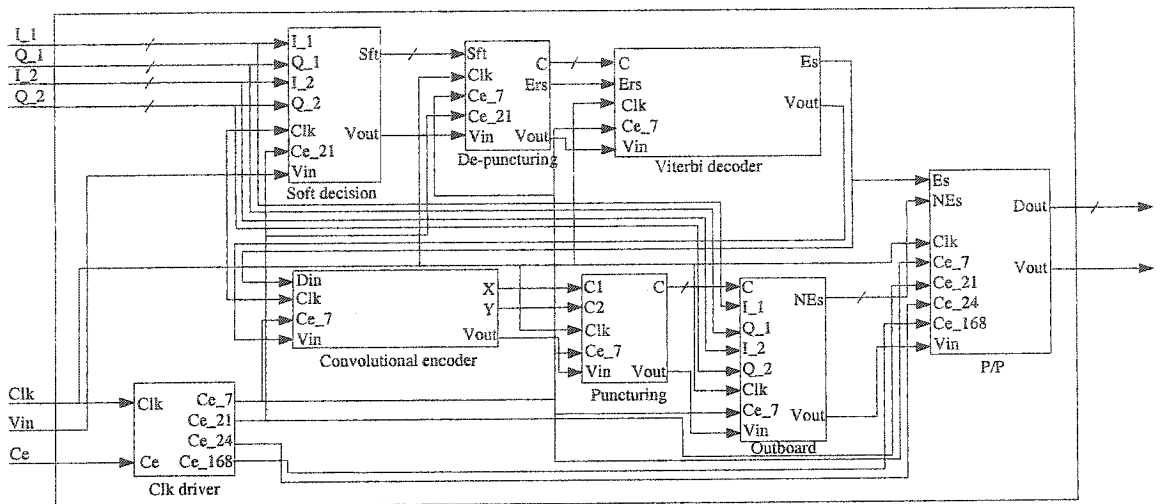 I_1
Q_1
I_2
Q_2
Clk
Vin
Ce
I_1
Q_1
I_2
Q_2
Clk
Ce_21
Vin
Sft
Vout
Soft decision
Sft
Clk
Ce_7
Ce_21
Vin
C
Ers
Vout
De-puncturing
C
Ers
Clk
Ce_7
Vin
Es
Vout
Viterbi decoder
Din
Clk
Ce_7
Vin
X
Y
Vout
Convolutional encoder
C1
C2
Clk
Ce_7
Vin
C
Vout
Puncturing
C
I_1
Q_1
I_2
Q_2
Clk
Ce_7
Vin
NEs
Vout
Outboard
Es
NEs
Clk
Ce_7
Ce_21
Ce_24
Ce_168
Vin
Dout
Vout
P/P
Clk
Ce
Ce_7
Ce_21
Ce_24
Ce_168
Clk driver